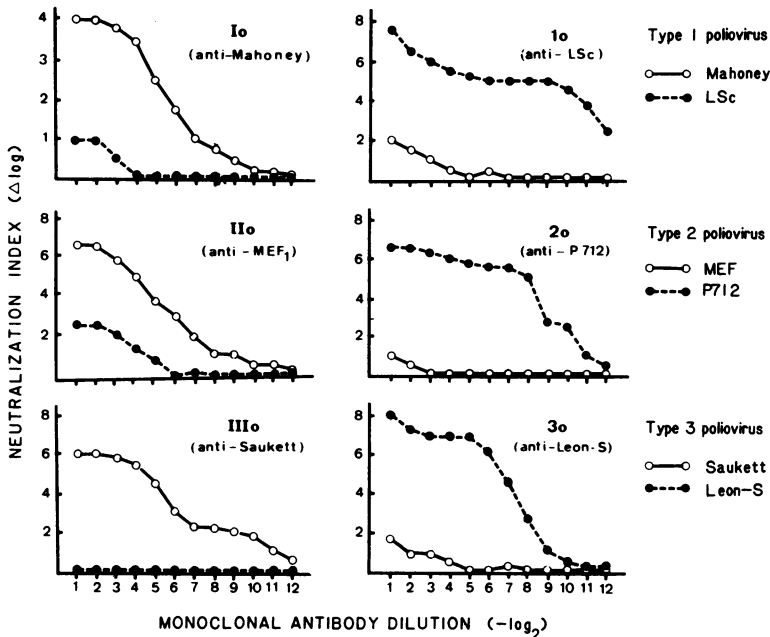 NEUTRALIZATION INDEX (Δlog)
4
3
2
1
Io
(anti-Mahoney)
8
6
4
2
1o
(anti-LSc)
Type 1 poliovirus
Mahoney
LSc
6
4
2
IIo
(anti-MEF1)
8
6
4
2
2o
(anti-P712)
Type 2 poliovirus
MEF
P712
8
6
4
2
IIIo
(anti-Saukett)
8
6
4
2
3o
(anti-Leon-S)
Type 3 poliovirus
Saukett
Leon-S
1 2 3 4 5 6 7 8 9 10 11 12
1 2 3 4 5 6 7 8 9 10 11 12
MONOCLONAL ANTIBODY DILUTION (-log2)